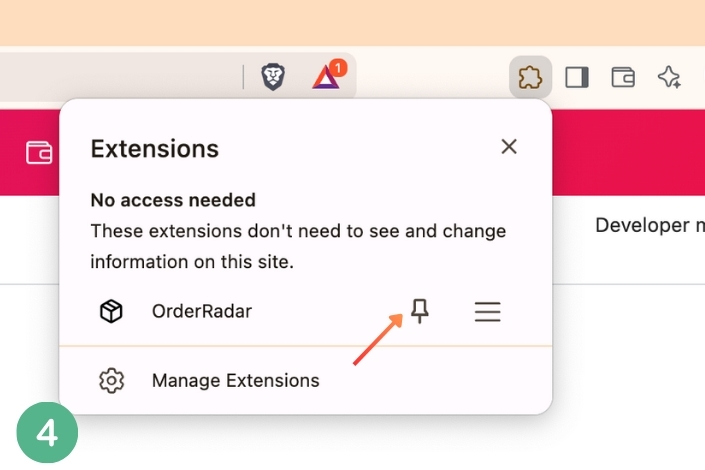 1
Extensions
No access needed
These extensions don't need to see and change
information on this site.
Developer
OrderRadar
Manage Extensions
4